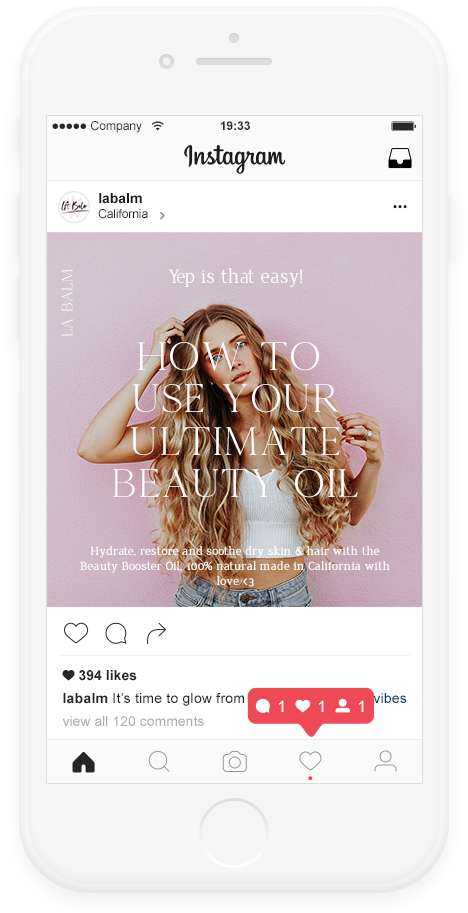 Company 19:33
Instagram
LA Balm
labalm
California
LA BALM
Yep is that easy!
HOW TO
USE YOUR
ULTIMATE
BEAUTY OIL
Hydrate, restore and soothe dry skin & hair with the
Beauty Booster Oil, 100% natural made in California with
love <3
394 likes
labalm It's time to glow from vibes
view all 120 comments
1 1 1